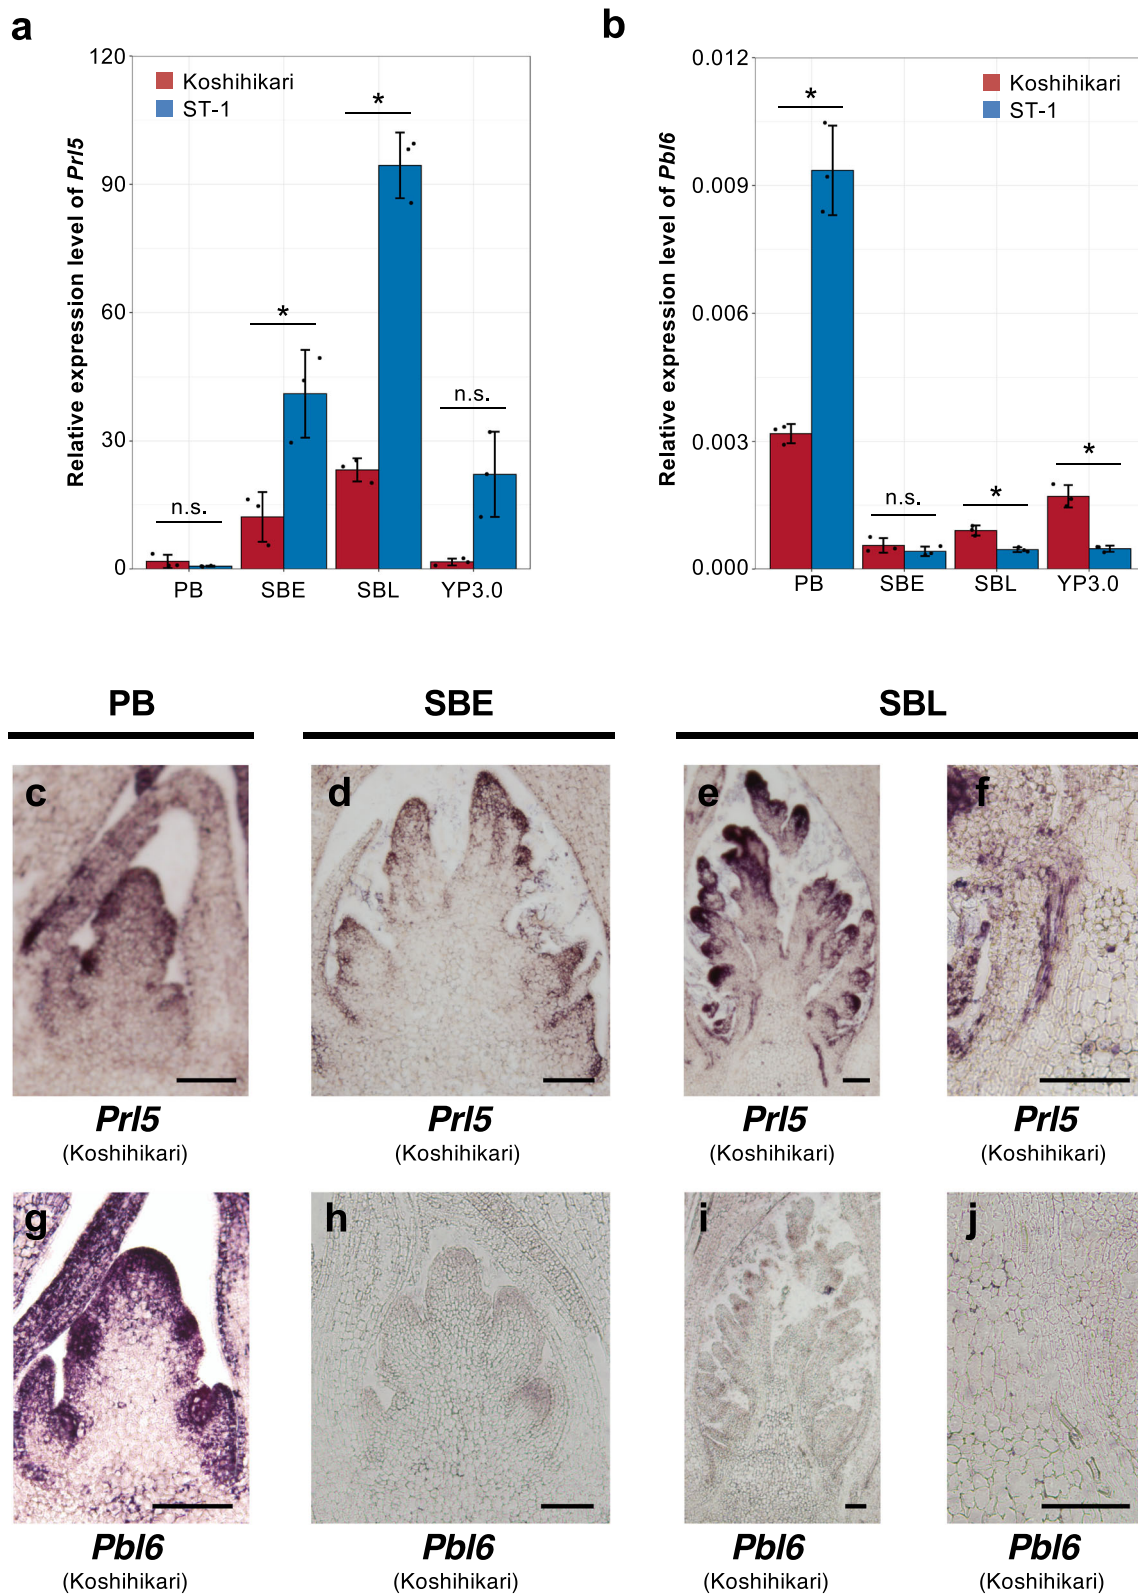 a
Relative expression level of Prl5
120
90
60
30
0
Koshihikari
ST-1
n.s.
*
*
n.s.
PB
SBE
SBL
YP3.0
b
Relative expression level of Pbl6
0.012
0.009
0.006
0.003
0.000
Koshihikari
ST-1
*
n.s.
*
*
PB
SBE
SBL
YP3.0
PB
SBE
SBL
c
d
e
f
Prl5
(Koshihikari)
Prl5
(Koshihikari)
Prl5
(Koshihikari)
Prl5
(Koshihikari)
g
h
i
j
Pbl6
(Koshihikari)
Pbl6
(Koshihikari)
Pbl6
(Koshihikari)
Pbl6
(Koshihikari)